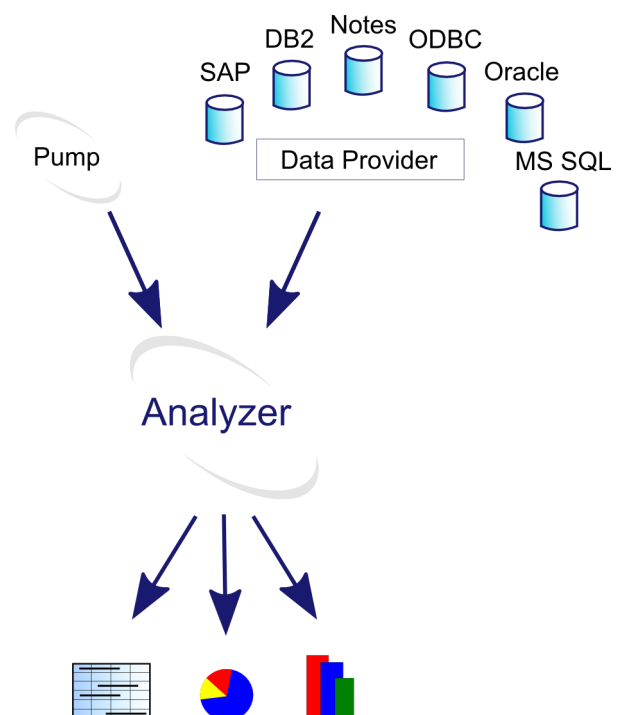 Notes
DB2
ODBC
SAP
Oracle
Pump
Data Provider
MS SQL
Analyzer